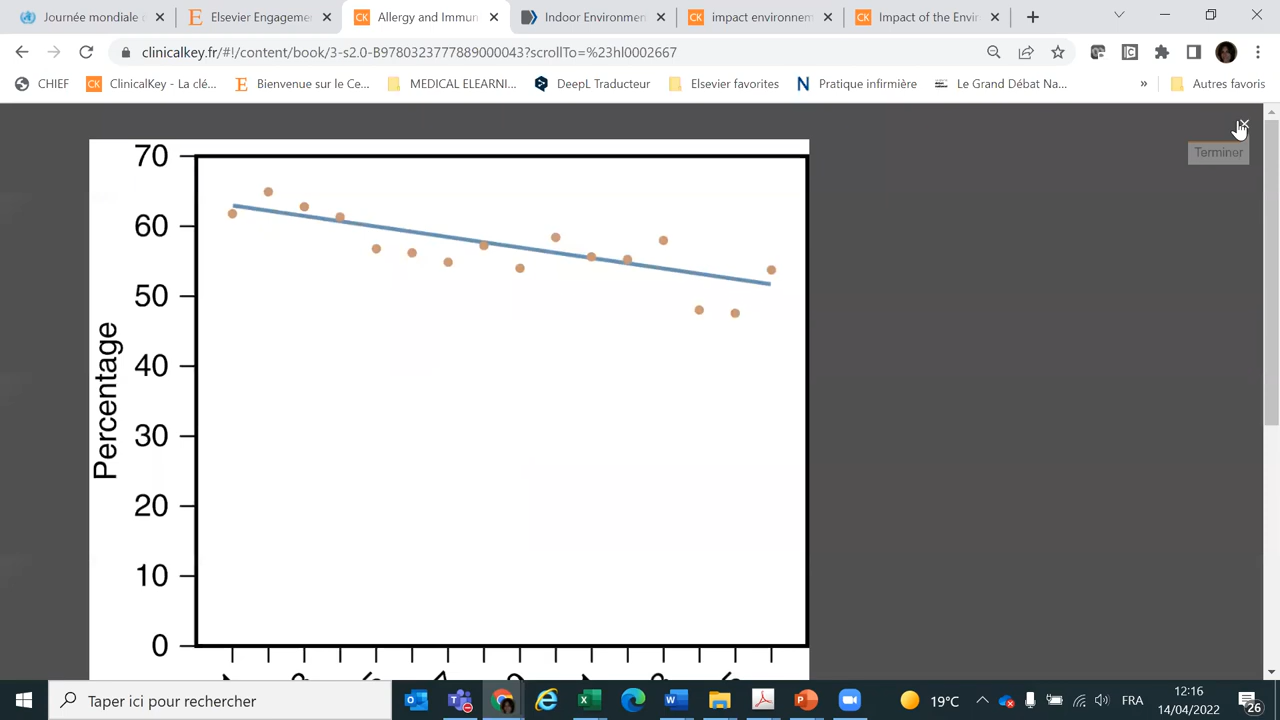 Journée mondiale
Elsevier Engageme
Allergy and Immun
Indoor Environmen
impact environnem
Impact of the Envi
clinicalkey.fr/#!/content/book/3-s2.0-B9780323777889000043?scrollTo=%23hl0002667
CHIEF
ClinicalKey - La clé...
Bienvenue sur le Ce...
MEDICAL ELEARNI...
DeepL Traducteur
Elsevier favorites
Pratique infirmière
Le Grand Débat Na...
»
Autres favoris
Terminer
70
60
50
40
30
20
10
0
Percentage
Taper ici pour rechercher
19°C
FRA
12:16
14/04/2022
26